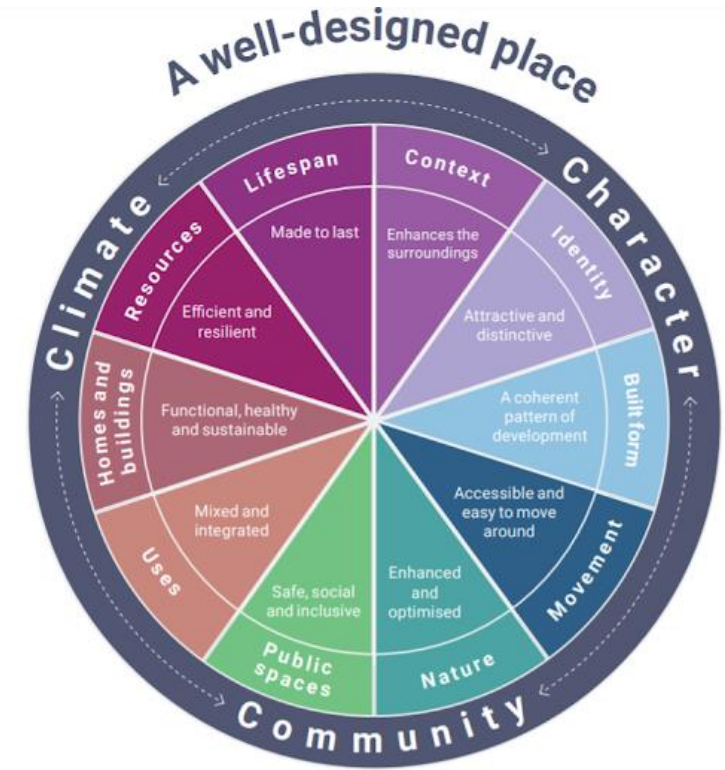 A well-designed place
Climate
Character
Community
Context
Enhances the
surroundings
Identity
Attractive and
distinctive
Built form
A coherent
pattern of
development
Movement
Accessible and
easy to move
around
Nature
Enhanced
and
optimised
Public
spaces
Safe, social
and inclusive
Uses
Mixed and
integrated
Homes and
buildings
Functional, healthy
and sustainable
Resources
Efficient and
resilient
Lifespan
Made to last